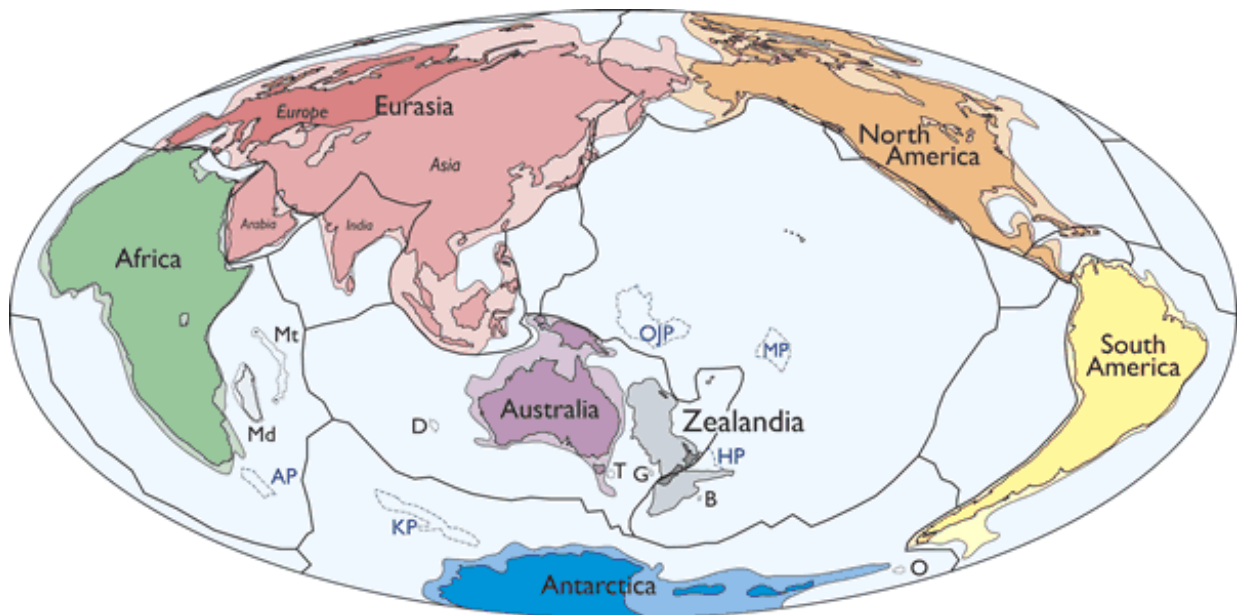 Europe
Eurasia
Asia
North
America
Arabia
India
Africa
OJP
MP
Mt
South
America
Australia
Zealandia
D
Md
T
G
HP
AP
B
KP
O
Antarctica